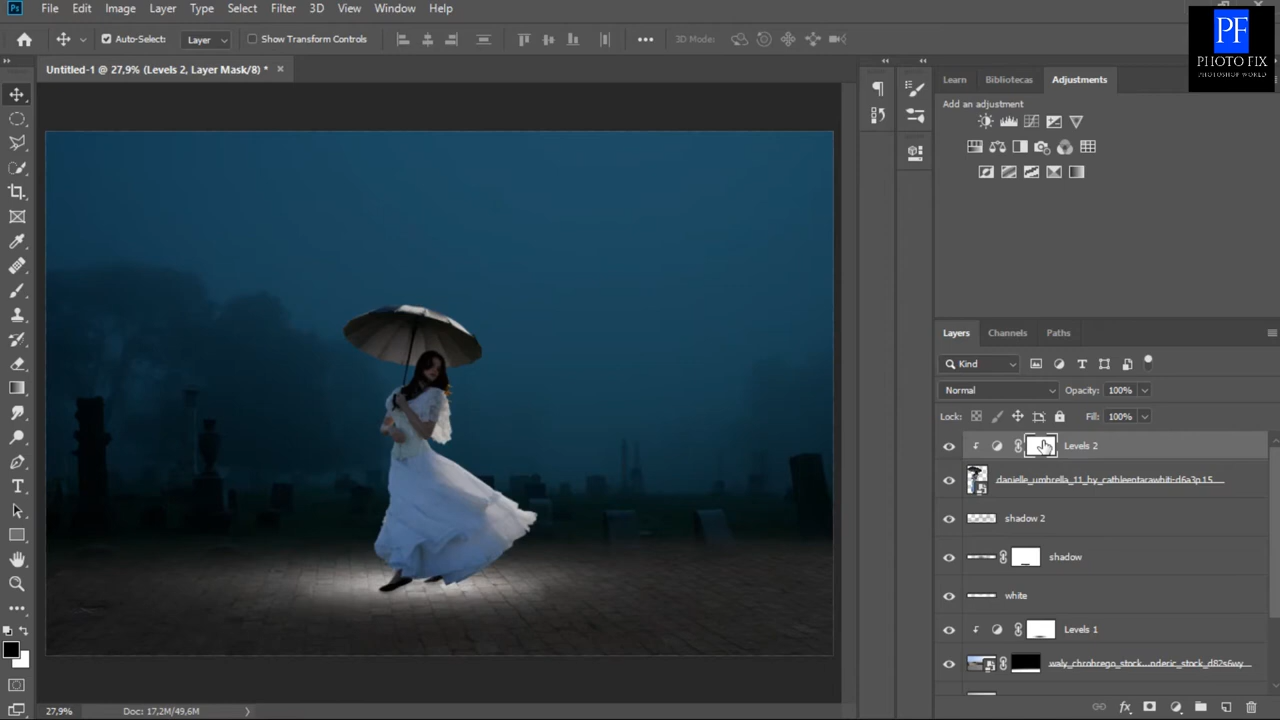 Ps File Edit Image Layer Type Select Filter 3D View Window Help
PF
PHOTO FIX
PHOTOSHOP WORLD
Auto-Select: Layer Show Transform Controls 3D Mode:
Untitled-1 @ 27,9% (Levels 2, Layer Mask/8) *
Learn Bibliotecas Adjustments
Add an adjustment
Layers Channels Paths
Kind
Normal Opacity: 100%
Lock: Fill: 100%
Levels 2
shadow 2
shadow
white
Levels 1
27,9% Doc: 17,2M/49,6M